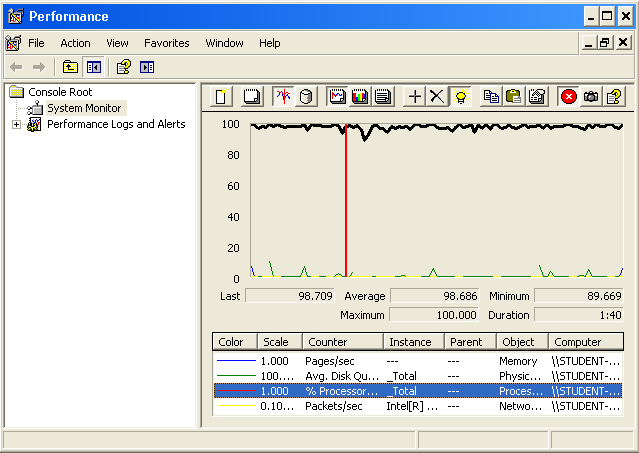 Performance
File Action View Favorites Window Help
Console Root
System Monitor
Performance Logs and Alerts
100
80
60
40
20
0
Last 98.709 Average 98.686 Minimum 89.669
Maximum 100.000 Duration 1:40
Color Scale Counter Instance Parent Object Computer
1.000 Pages/sec --- --- Memory \\STUDENT-...
100.... Avg. Disk Qu... _Total --- Physic... \\STUDENT-...
1.000 % Processor... _Total --- Proces... \\STUDENT-...
0.10... Packets/sec Intel[R] ... --- Netwo... \\STUDENT-...